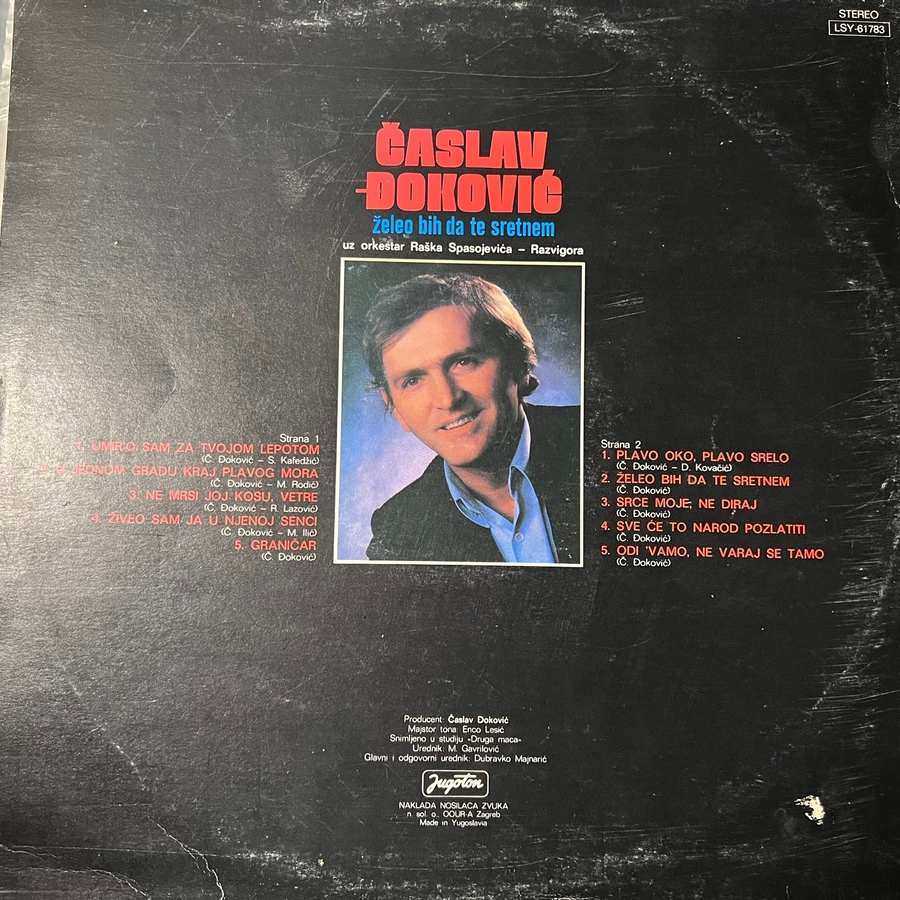 STEREO
LSY-61783
ČASLAV
ĐOKOVIĆ
želeo bih da te sretnem
uz orkestar Raška Spasojevića - Razvigora
Strana 1
1. UMRO SAM ZA TVOJOM LEPOTOM
(Č. Đoković - S. Kafedžić)
JEDNOM GRADU KRAJ PLAVOG MORA
(Č. Đoković - M. Rodić)
3. NE MRSI JOJ KOSU, VETRE
(Č. Đoković - R. Lazović)
4. ŽIVEO SAM JA U NJENOJ SENCI
(Č. Đoković - M. Ilić)
5. GRANIČAR
(Č. Đoković)
Strana 2
1. PLAVO OKO, PLAVO SRELO
(Č. Đoković - D. Kovačić)
2. ŽELEO BIH DA TE SRETNEM
(Č. Đoković)
3. SRCE MOJE, NE DIRAJ
(Č. Đoković)
4. SVE ĆE TO NAROD POZLATITI
(Č. Đoković)
5. ODI 'VAMO, NE VARAJ SE TAMO
(Č. Đoković)
Producent: Časlav Đoković
Majstor tona: Enco Lesić
Snimljeno u studiju »Druga maca«
Urednik: M. Gavrilović
Glavni i odgovorni urednik: Dubravko Majnarić
Jugoton
NAKLADA NOSILACA ZVUKA
n. sol. o. OOUR-A Zagreb
Made in Yugoslavia